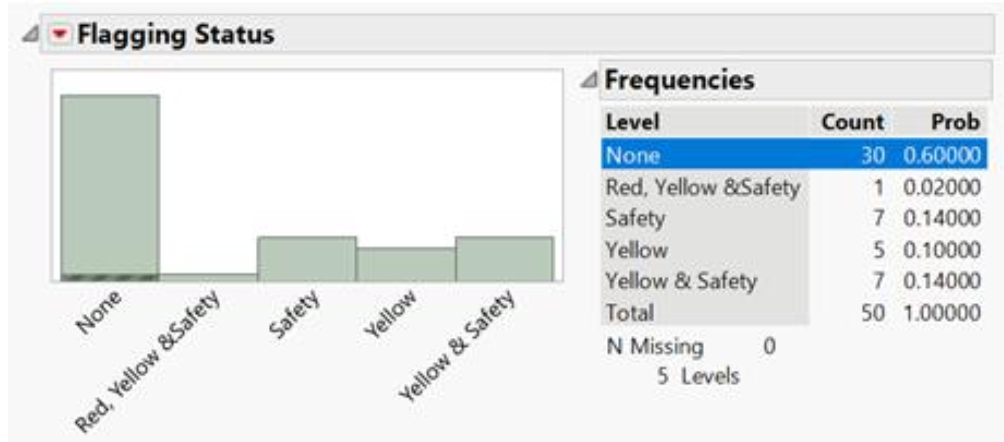 Flagging Status
None
Red, Yellow &Safety
Safety
Yellow
Yellow & Safety
Frequencies
Level Count Prob
None 30 0.60000
Red, Yellow &Safety 1 0.02000
Safety 7 0.14000
Yellow 5 0.10000
Yellow & Safety 7 0.14000
Total 50 1.00000
N Missing 0
5 Levels